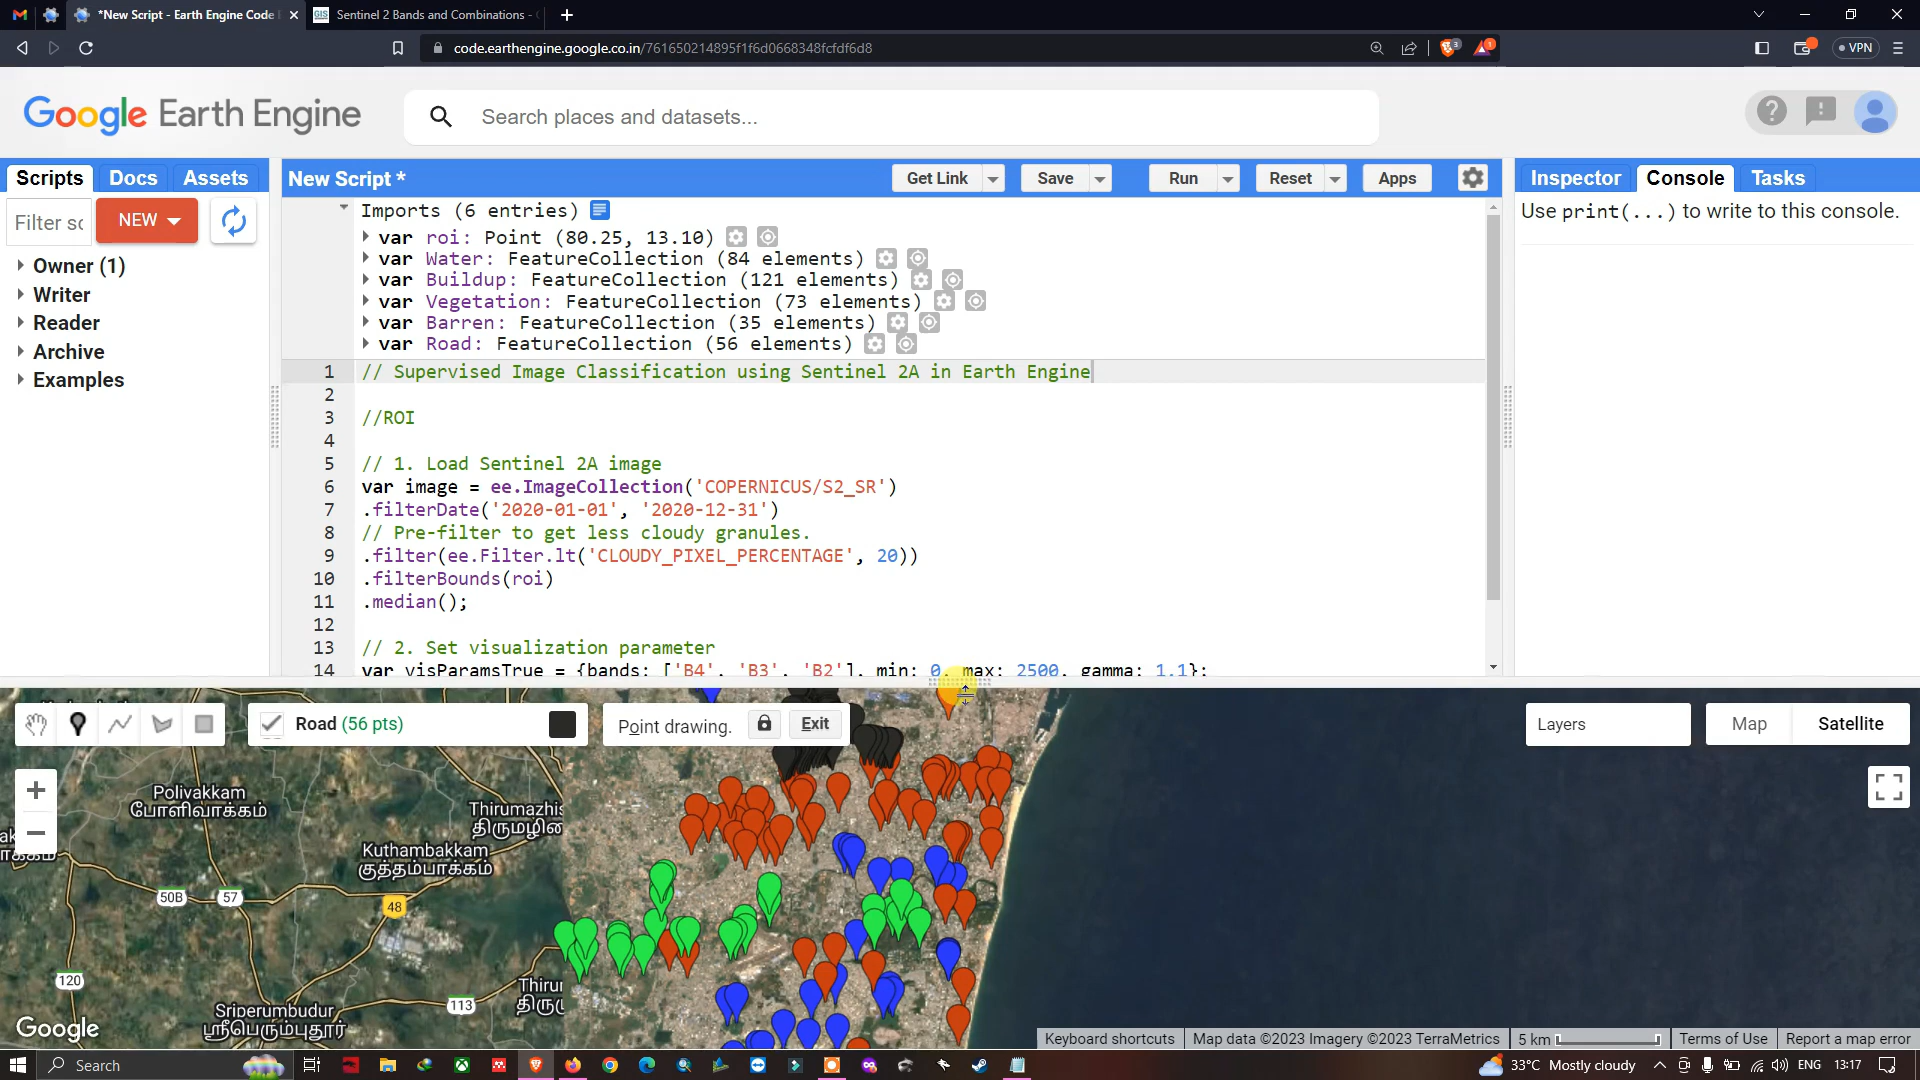 *New Script - Earth Engine Code
Sentinel 2 Bands and Combinations -
code.earthengine.google.co.in/761650214895f1f6d0668348fcfdf6d8
3
1
VPN
Google Earth Engine
Search places and datasets...
Scripts
Docs
Assets
New Script *
Get Link
Save
Run
Reset
Apps
Inspector
Console
Tasks
Filter sc
NEW
Owner (1)
Writer
Reader
Archive
Examples
Imports (6 entries)
var roi: Point (80.25, 13.10)
var Water: FeatureCollection (84 elements)
var Buildup: FeatureCollection (121 elements)
var Vegetation: FeatureCollection (73 elements)
var Barren: FeatureCollection (35 elements)
var Road: FeatureCollection (56 elements)
1 // Supervised Image Classification using Sentinel 2A in Earth Engine
2
3 //ROI
4
5 // 1. Load Sentinel 2A image
6 var image = ee.ImageCollection('COPERNICUS/S2_SR')
7 .filterDate('2020-01-01', '2020-12-31')
8 // Pre-filter to get less cloudy granules.
9 .filter(ee.Filter.lt('CLOUDY_PIXEL_PERCENTAGE', 20))
10 .filterBounds(roi)
11 .median();
12
13 // 2. Set visualization parameter
14 var visParamsTrue = {bands: ['B4', 'B3', 'B2'], min: 0, max: 2500, gamma: 1.1};
Use print(...) to write to this console.
Road (56 pts)
Point drawing.
Exit
Layers
Map
Satellite
Polivakkam
போளிவாக்கம்
Thirumazhis
திருமழி
Kuthambakkam
குத்தம்பாக்கம்
50B
57
48
120
113
Sriperumbudur
ஸ்ரீபெரும்புதூர்
Google
Keyboard shortcuts
Map data ©2023 Imagery ©2023 TerraMetrics
5 km
Terms of Use
Report a map error
Search
33°C Mostly cloudy
ENG
13:17